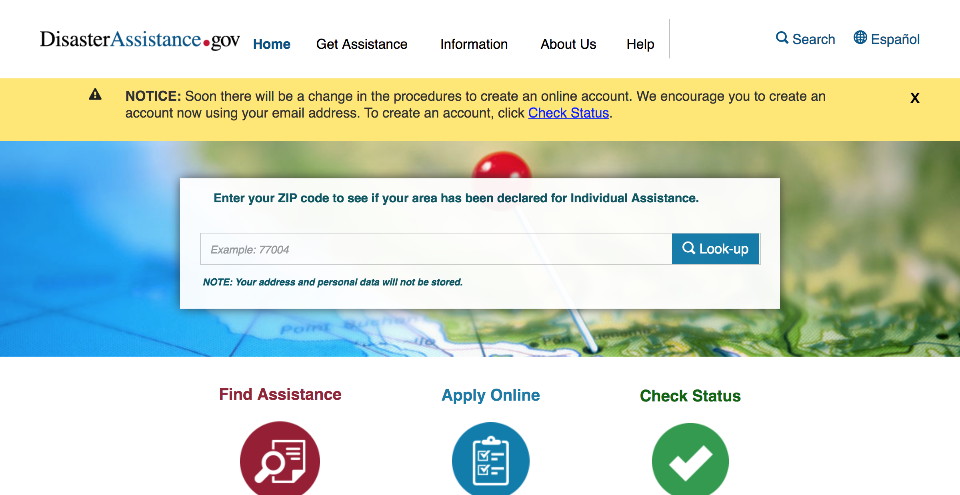 DisasterAssistance.gov
Home
Get Assistance
Information
About Us
Help
Search
Español
NOTICE: Soon there will be a change in the procedures to create an online account. We encourage you to create an
account now using your email address. To create an account, click Check Status.
X
Enter your ZIP code to see if your area has been declared for Individual Assistance.
Example: 77004
Look-up
NOTE: Your address and personal data will not be stored.
Find Assistance
Apply Online
Check Status